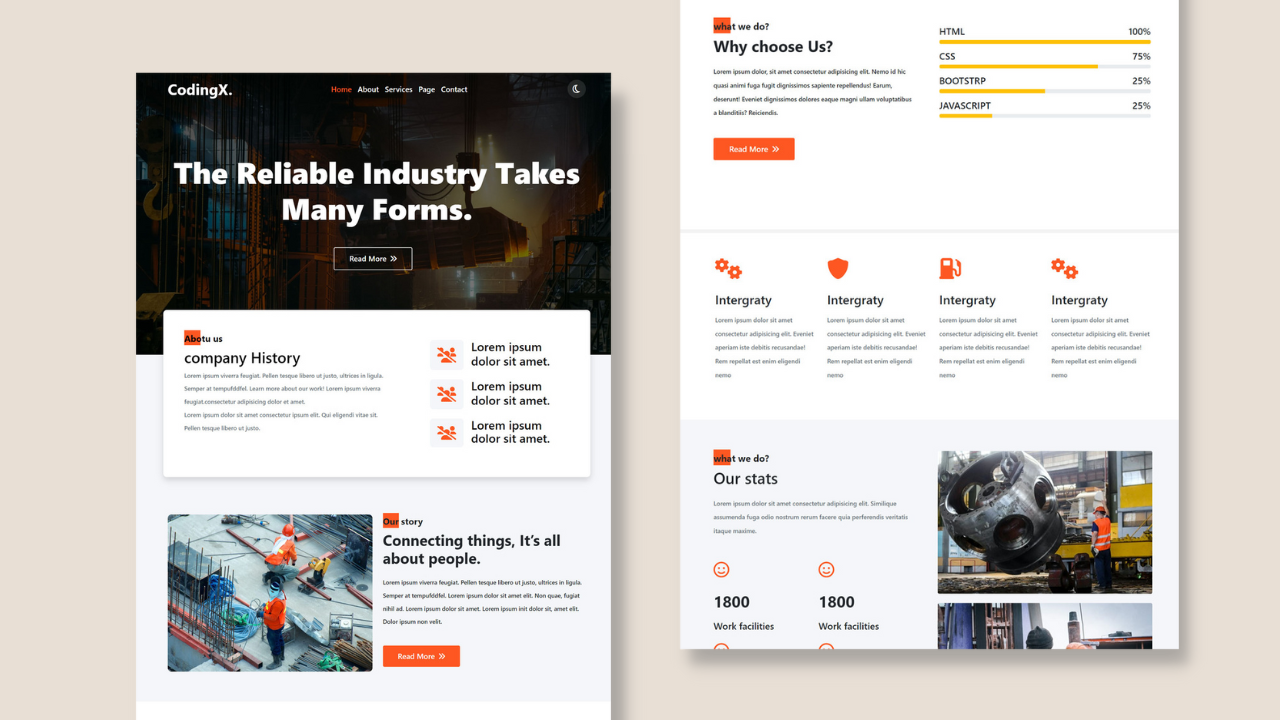 CodingX.
Home About Services Page Contact
The Reliable Industry Takes
Many Forms.
Read More
Abotu us
company History
Lorem ipsum viverra feugiat. Pellen tesque libero ut justo, ultrices in ligula.
Semper at tempufddfel. Learn more about our work! Lorem ipsum viverra
feugiat.consectetur adipisicing dolor et amet.
Lorem ipsum dolor sit amet consectetur ipsum elit. Qui eligendi vitae sit.
Pellen tesque libero ut justo.
Lorem ipsum
dolor sit amet.
Lorem ipsum
dolor sit amet.
Lorem ipsum
dolor sit amet.
Our story
Connecting things, It’s all
about people.
Lorem ipsum viverra feugiat. Pellen tesque libero ut justo, ultrices in ligula.
Semper at tempufddfel. Lorem ipsum dolor sit amet elit. Non quae, fugiat
nihil ad. Lorem ipsum dolor sit amet. Lorem ipsum init dolor sit, amet elit.
Dolor ipsum non velit.
Read More
what we do?
Why choose Us?
Lorem ipsum dolor, sit amet consectetur adipisicing elit. Nemo id hic
quasi animi fuga fugit dignissimos sapiente repellendus! Earum,
deserunt! Eveniet dignissimos dolores eaque magni ullam voluptatibus
a blanditiis? Reiciendis.
Read More
HTML 100%
CSS 75%
BOOTSTRP 25%
JAVASCRIPT 25%
Intergraty
Lorem ipsum dolor sit amet
consectetur adipisicing elit. Eveniet
aperiam iste debitis recusandae!
Rem repellat est enim eligendi
nemo
Intergraty
Lorem ipsum dolor sit amet
consectetur adipisicing elit. Eveniet
aperiam iste debitis recusandae!
Rem repellat est enim eligendi
nemo
Intergraty
Lorem ipsum dolor sit amet
consectetur adipisicing elit. Eveniet
aperiam iste debitis recusandae!
Rem repellat est enim eligendi
nemo
Intergraty
Lorem ipsum dolor sit amet
consectetur adipisicing elit. Eveniet
aperiam iste debitis recusandae!
Rem repellat est enim eligendi
nemo
what we do?
Our stats
Lorem ipsum dolor sit amet consectetur adipisicing elit. Similique
assumenda fuga odio nostrum rerum facere quia perferendis veritatis
itaque maxime.
1800
Work facilities
1800
Work facilities